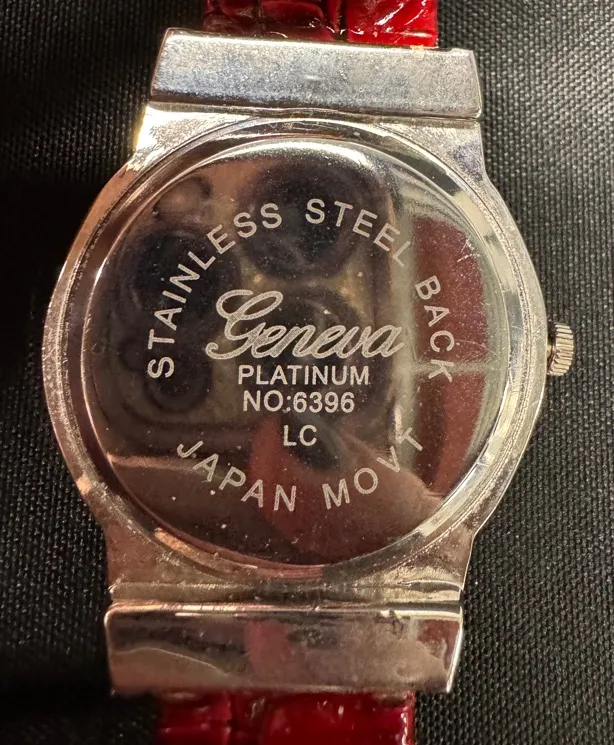 STAINLESS STEEL BACK
Geneva
PLATINUM
NO:6396
LC
JAPAN MOVT